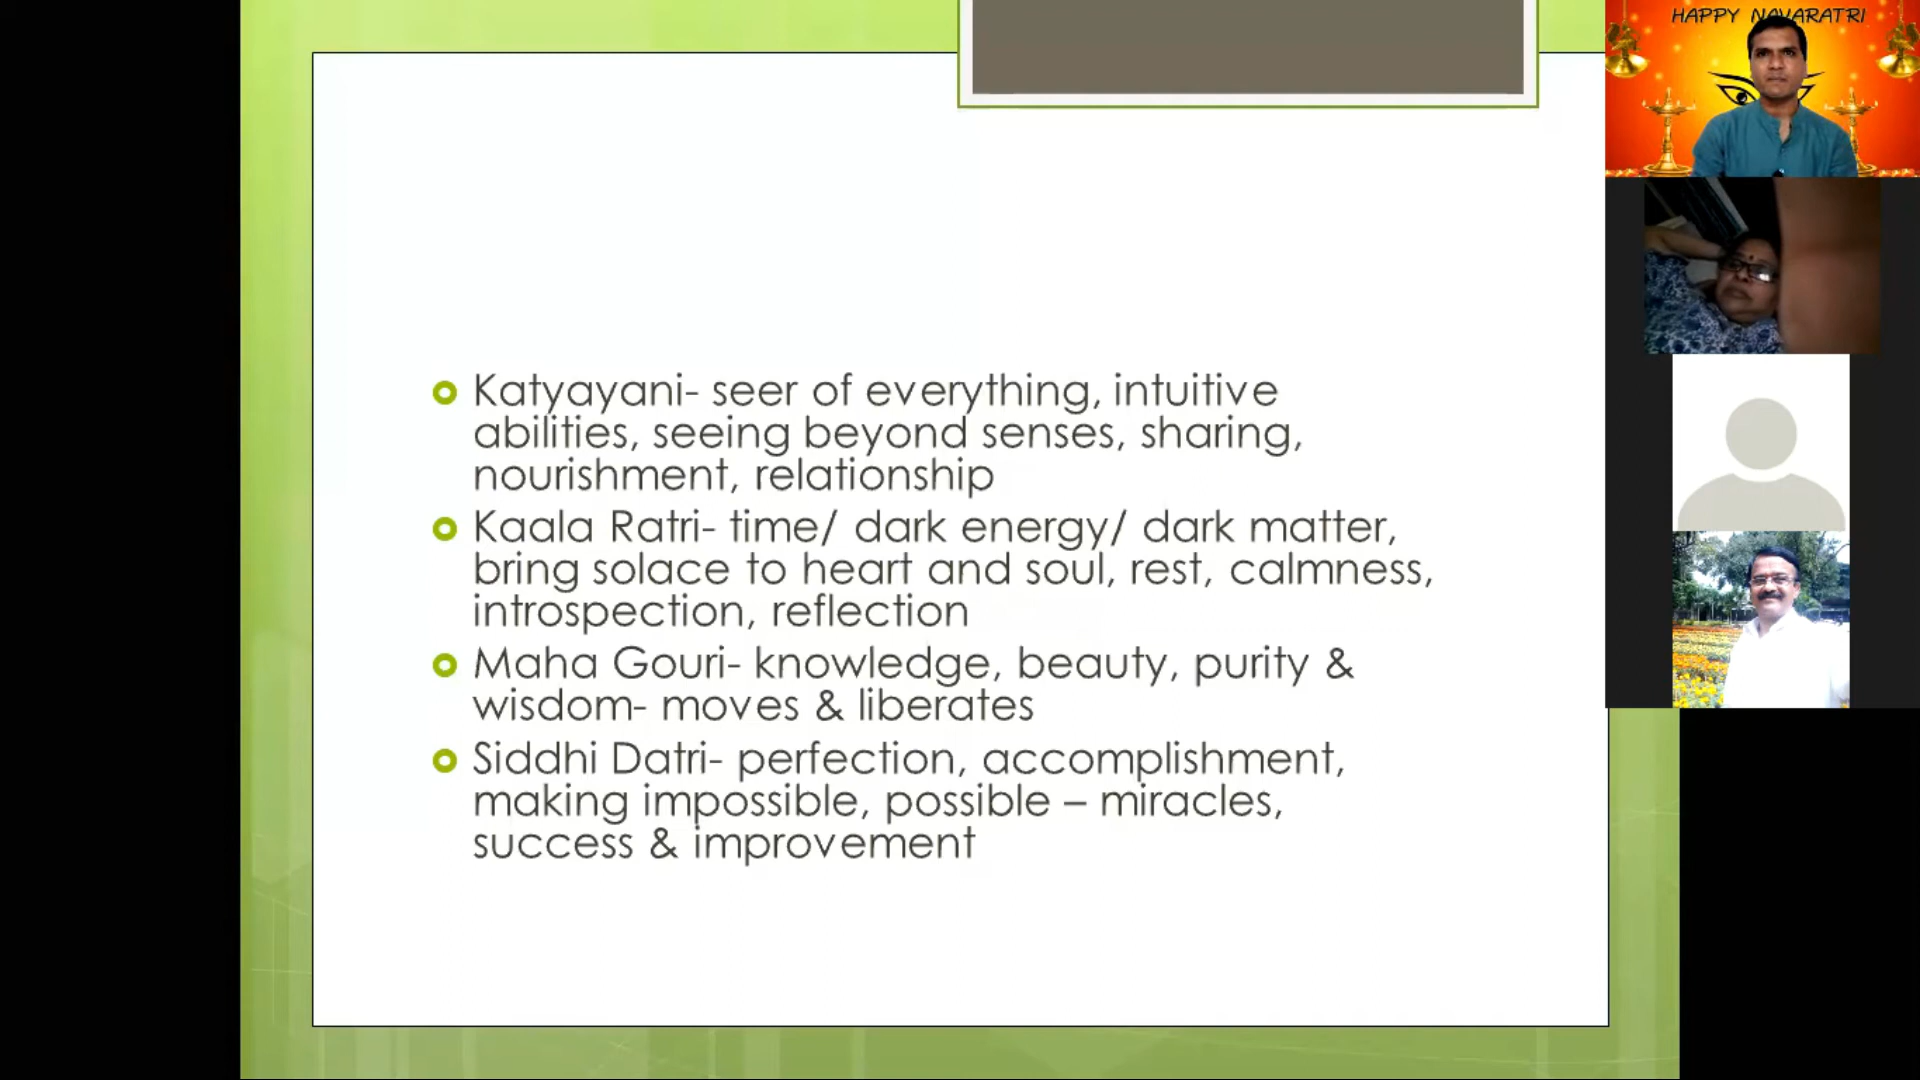 HAPPY NAVARATRI
Katyayani- seer of everything, intuitive
abilities, seeing beyond senses, sharing,
nourishment, relationship
Kaala Ratri- time/ dark energy/ dark matter,
bring solace to heart and soul, rest, calmness,
introspection, reflection
Maha Gouri- knowledge, beauty, purity &
wisdom- moves & liberates
Siddhi Datri- perfection, accomplishment,
making impossible, possible – miracles,
success & improvement